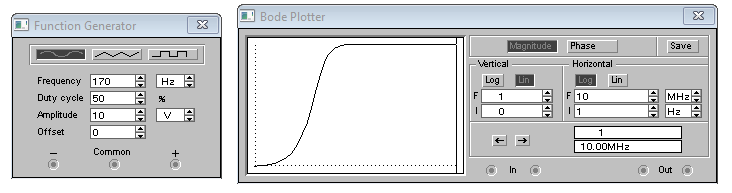 Function Generator
Frequency 170 Hz
Duty cycle 50 %
Amplitude 10 V
Offset 0
− Common +
Bode Plotter
Magnitude Phase Save
Vertical Horizontal
Log Lin Log Lin
F 1 F 10 MHz
I 0 I 1 Hz
1
10.00MHz
← →
In Out